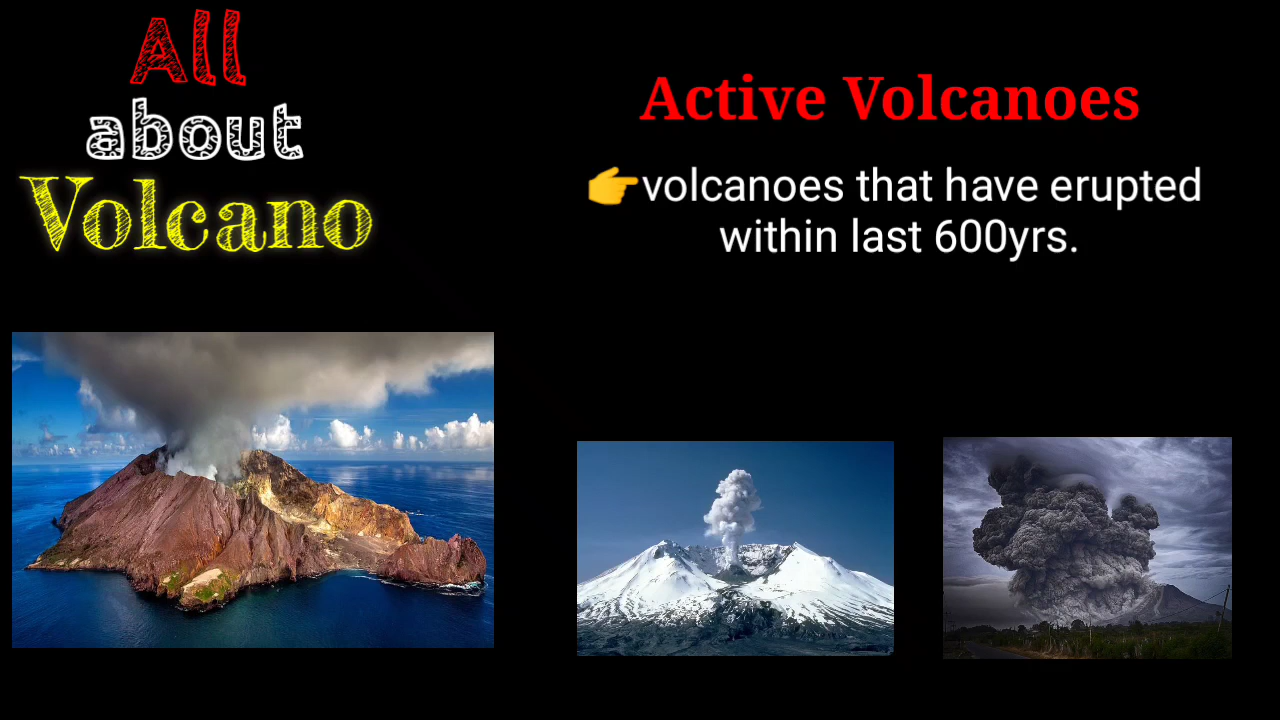 All
about
Volcano
Active Volcanoes
👉volcanoes that have erupted
within last 600yrs.